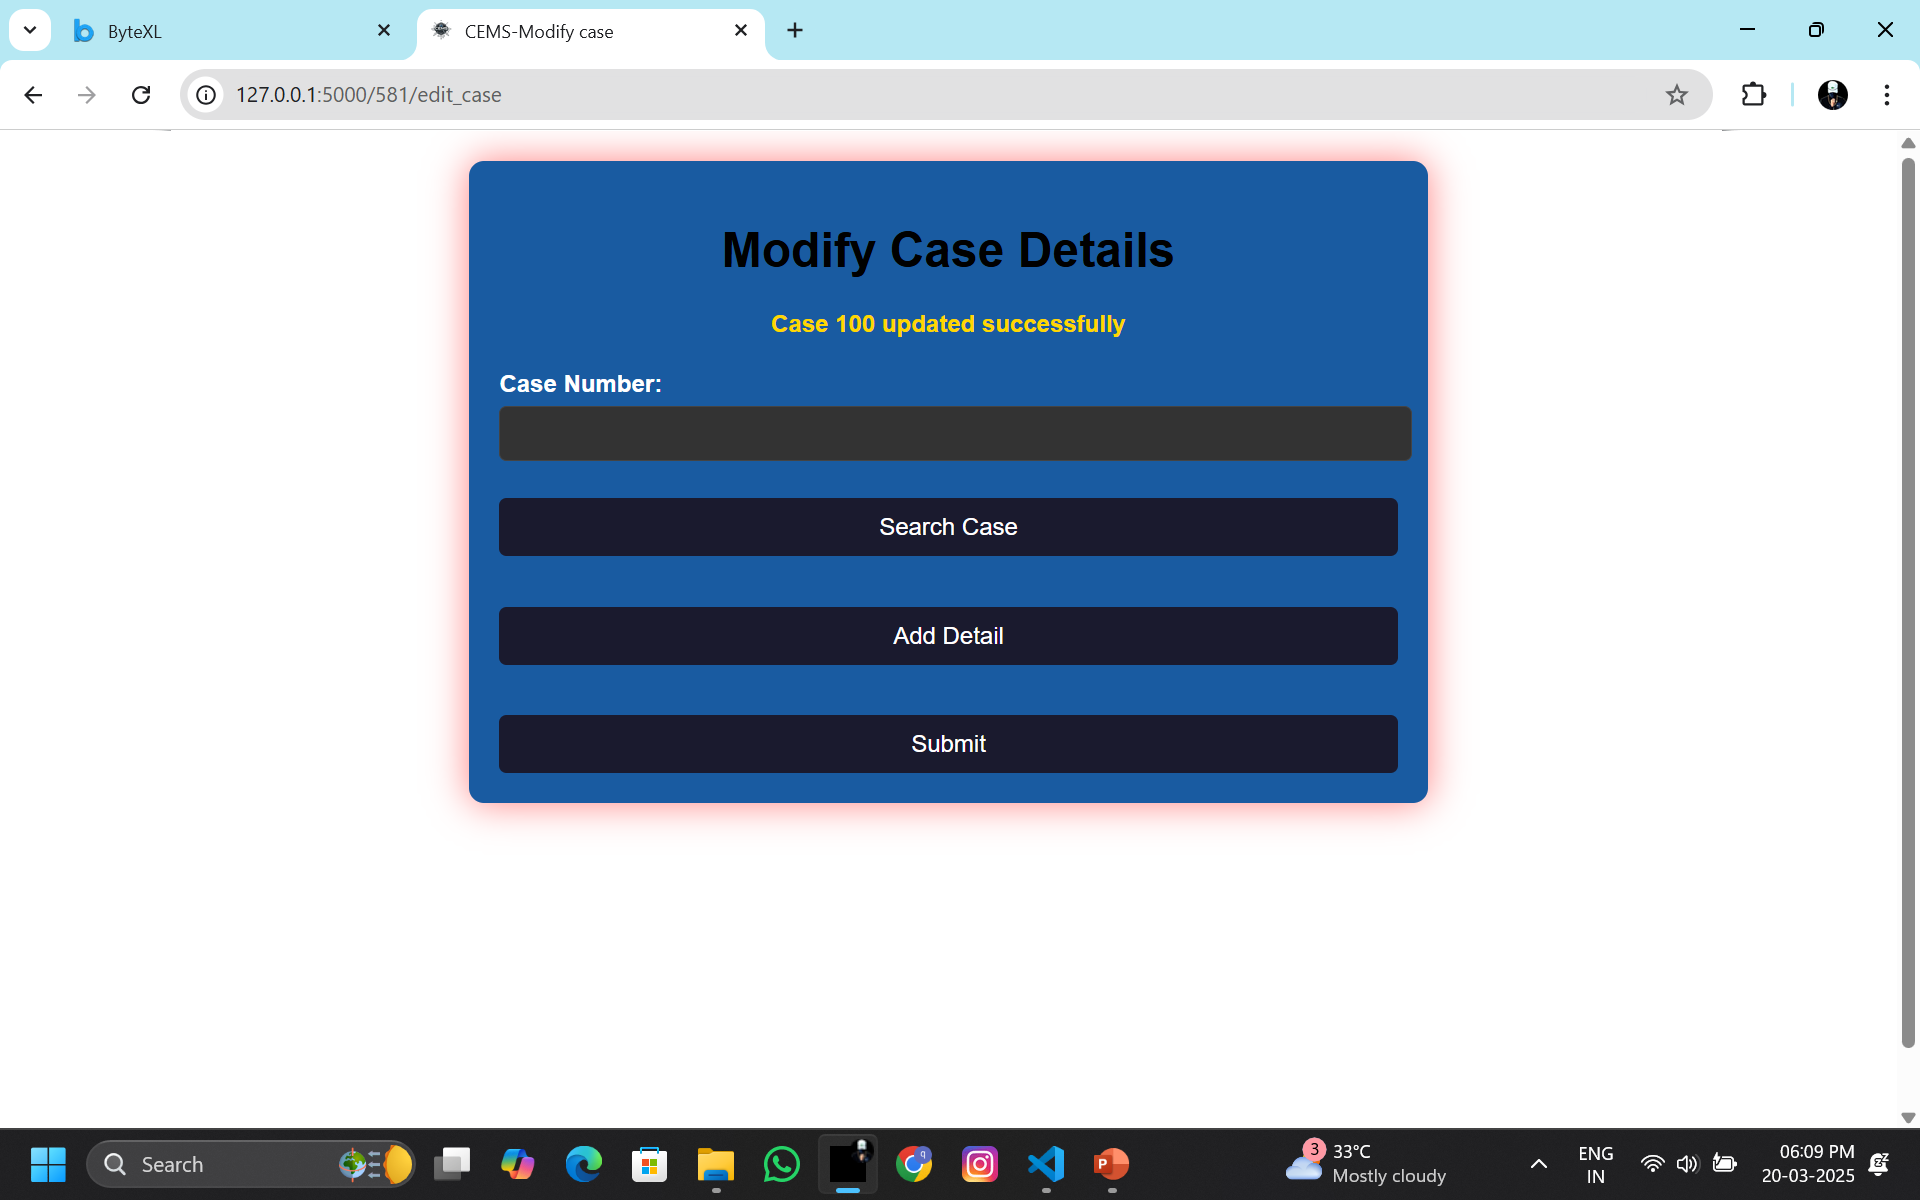 ByteXL
CEMS-Modify case
127.0.0.1:5000/581/edit_case
Modify Case Details
Case 100 updated successfully
Case Number:
Search Case
Add Detail
Submit
Search
3
33°C
Mostly cloudy
ENG
IN
06:09 PM
20-03-2025